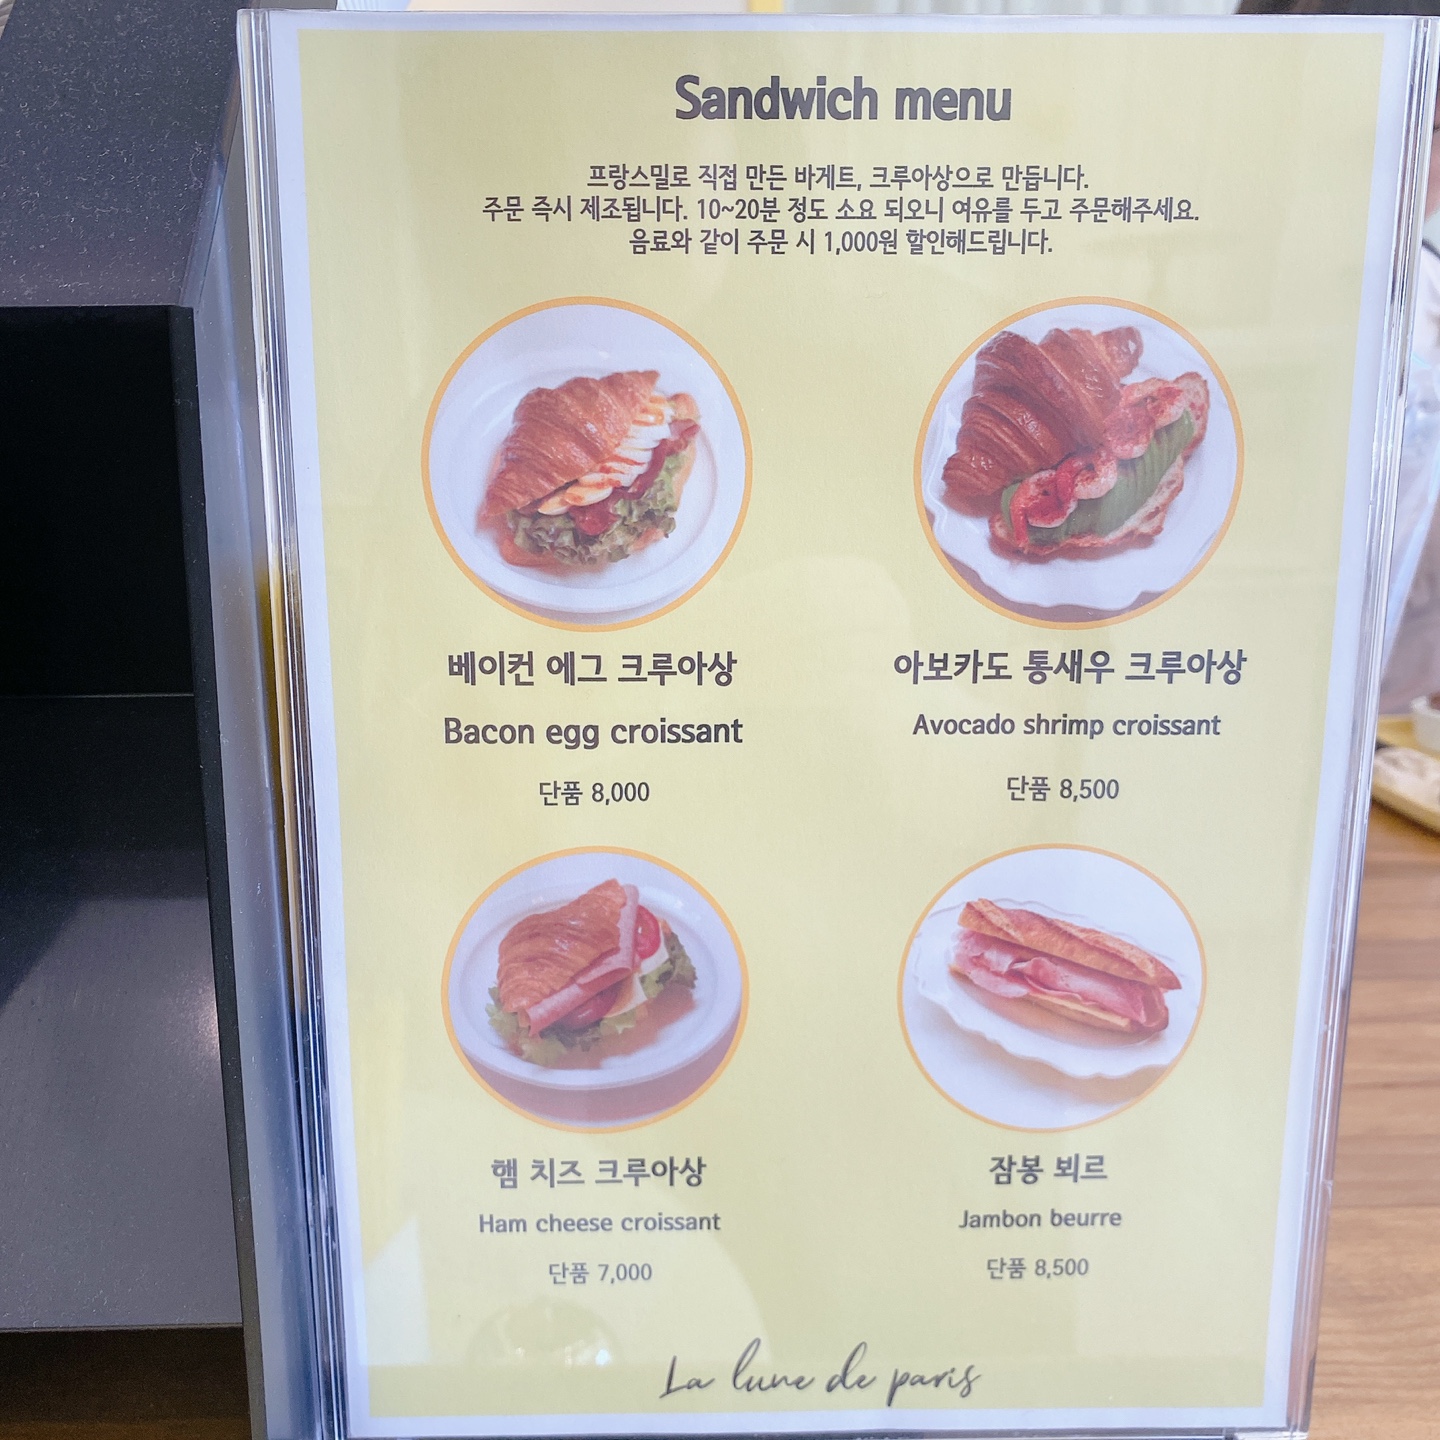 Sandwich menu
프랑스밀로 직접 만든 바게트, 크루아상으로 만듭니다.
주문 즉시 제조됩니다. 10~20분 정도 소요 되오니 여유를 두고 주문해주세요.
음료와 같이 주문 시 1,000원 할인해드립니다.
베이컨 에그 크루아상
Bacon egg croissant
단품 8,000
아보카도 통새우 크루아상
Avocado shrimp croissant
단품 8,500
햄 치즈 크루아상
Ham cheese croissant
단품 7,000
잠봉 뵈르
Jambon beurre
단품 8,500
La lune de paris